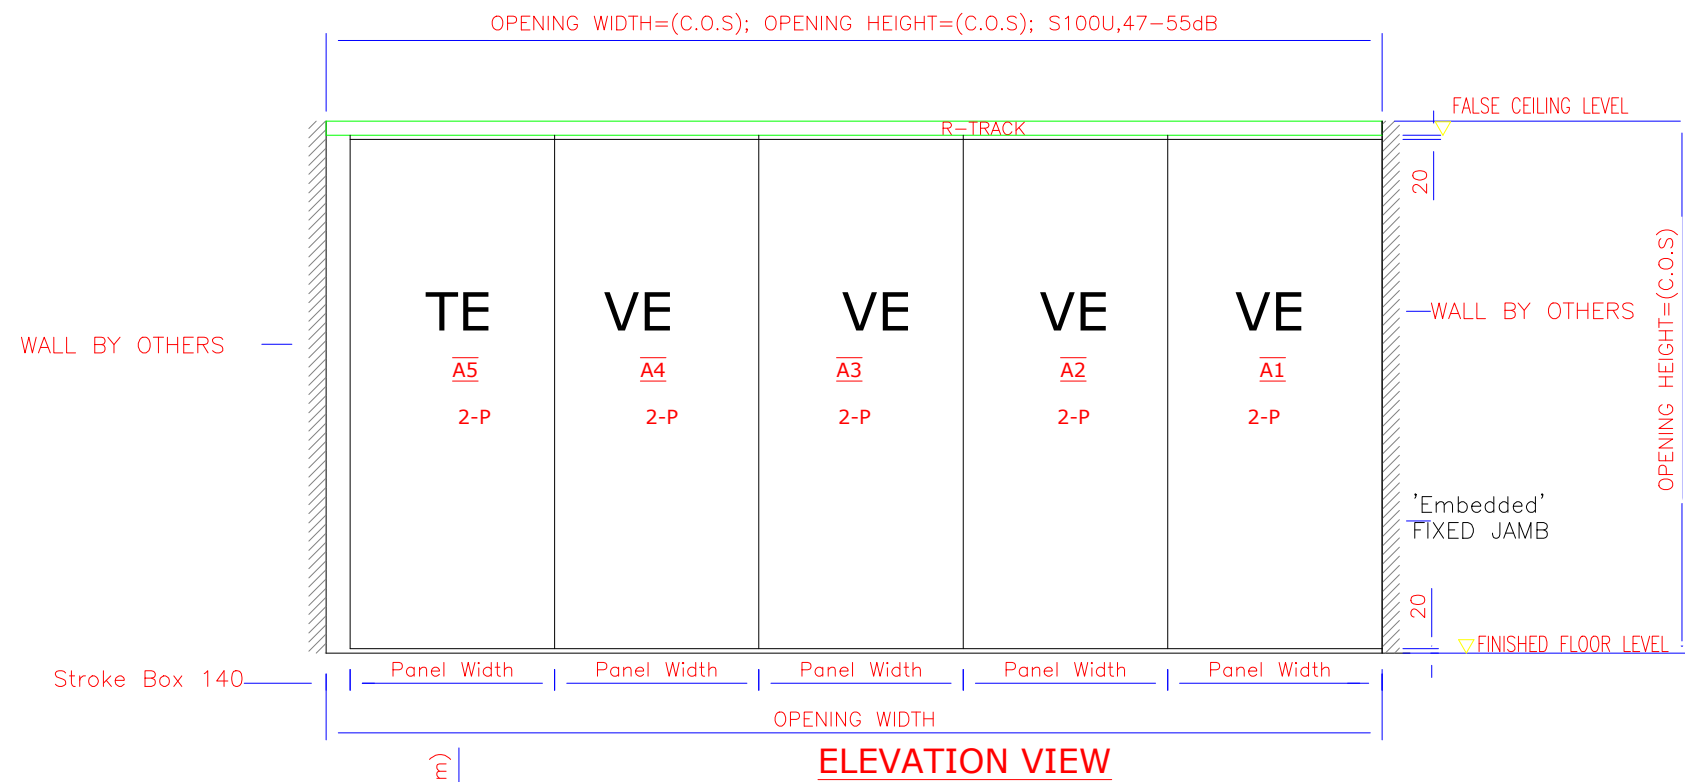 OPENING WIDTH=(C.O.S); OPENING HEIGHT=(C.O.S); S100U,47-55dB
FALSE CEILING LEVEL
R-TRACK
20
OPENING HEIGHT=(C.O.S)
TE VE VE VE VE
WALL BY OTHERS
WALL BY OTHERS
A5 A4 A3 A2 A1
2-P 2-P 2-P 2-P 2-P
'Embedded'
FIXED JAMB
20
FINISHED FLOOR LEVEL
Stroke Box 140
Panel Width Panel Width Panel Width Panel Width Panel Width
OPENING WIDTH
m)
ELEVATION VIEW